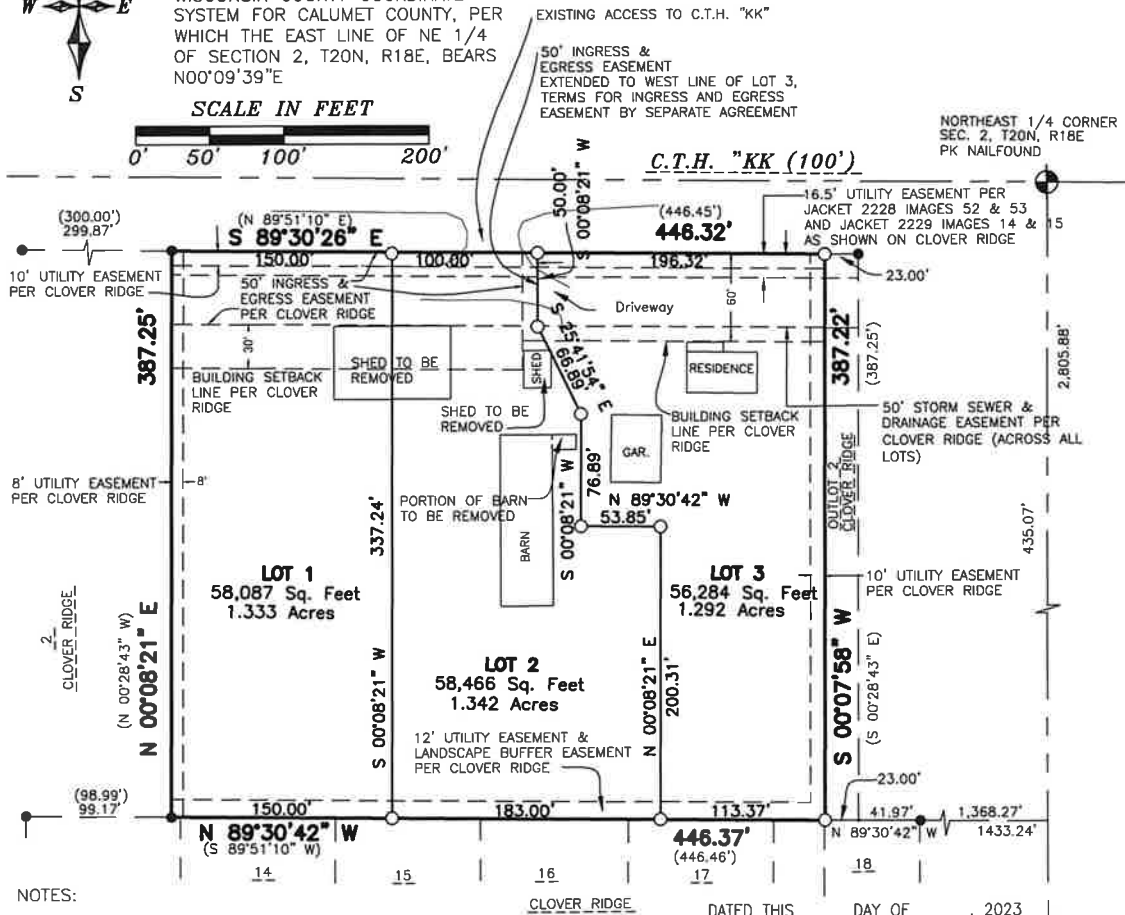 W E
S
SYSTEM FOR CALUMET COUNTY, PER
WHICH THE EAST LINE OF NE 1/4
OF SECTION 2, T20N, R18E, BEARS
N00°09'39"E
SCALE IN FEET
0' 50' 100' 200'
EXISTING ACCESS TO C.T.H. "KK"
50' INGRESS &
EGRESS EASEMENT
EXTENDED TO WEST LINE OF LOT 3,
TERMS FOR INGRESS AND EGRESS
EASEMENT BY SEPARATE AGREEMENT
NORTHEAST 1/4 CORNER
SEC. 2, T20N, R18E
PK NAILFOUND
C.T.H. "KK (100')
S 00°08'21" W
50.00'
16.5' UTILITY EASEMENT PER
JACKET 2228 IMAGES 52 & 53
AND JACKET 2229 IMAGES 14 & 15
AS SHOWN ON CLOVER RIDGE
(300.00')
299.87'
(N 89°51'10" E)
S 89°30'26" E
(446.45')
446.32'
150.00'
100.00'
196.32'
23.00'
10' UTILITY EASEMENT
PER CLOVER RIDGE
50' INGRESS &
EGRESS EASEMENT
PER CLOVER RIDGE
Driveway
60'
387.25'
30'
BUILDING SETBACK
LINE PER CLOVER
RIDGE
SHED TO BE
REMOVED
SHED
S 25°41'54" E
66.89'
RESIDENCE
387.22'
(387.25')
2,805.88'
SHED TO BE
REMOVED
BUILDING SETBACK
LINE PER CLOVER
RIDGE
50' STORM SEWER &
DRAINAGE EASEMENT PER
CLOVER RIDGE (ACROSS ALL
LOTS)
GAR.
8' UTILITY EASEMENT
PER CLOVER RIDGE
8'
PORTION OF BARN
TO BE REMOVED
BARN
S 00°08'21" W
76.89'
N 89°30'42" W
53.85'
OUTLOT 2
CLOVER RIDGE
435.07'
337.24'
S 00°08'21" W
LOT 1
58,087 Sq. Feet
1.333 Acres
LOT 3
56,284 Sq. Feet
1.292 Acres
10' UTILITY EASEMENT
PER CLOVER RIDGE
2
CLOVER RIDGE
(N 00°28'43" W)
N 00°08'21" E
LOT 2
58,466 Sq. Feet
1.342 Acres
N 00°08'21" E
200.31'
S 00°07'58" W
(S 00°28'43" E)
12' UTILITY EASEMENT &
LANDSCAPE BUFFER EASEMENT
PER CLOVER RIDGE
(98.99')
99.17'
150.00'
183.00'
113.37'
23.00'
41.97'
1,368.27'
N 89°30'42" W
(S 89°51'10" W)
446.37'
(446.46')
N 89°30'42" W
1433.24'
14
15
16
17
18
NOTES:
CLOVER RIDGE
DATED THIS DAY OF , 2023